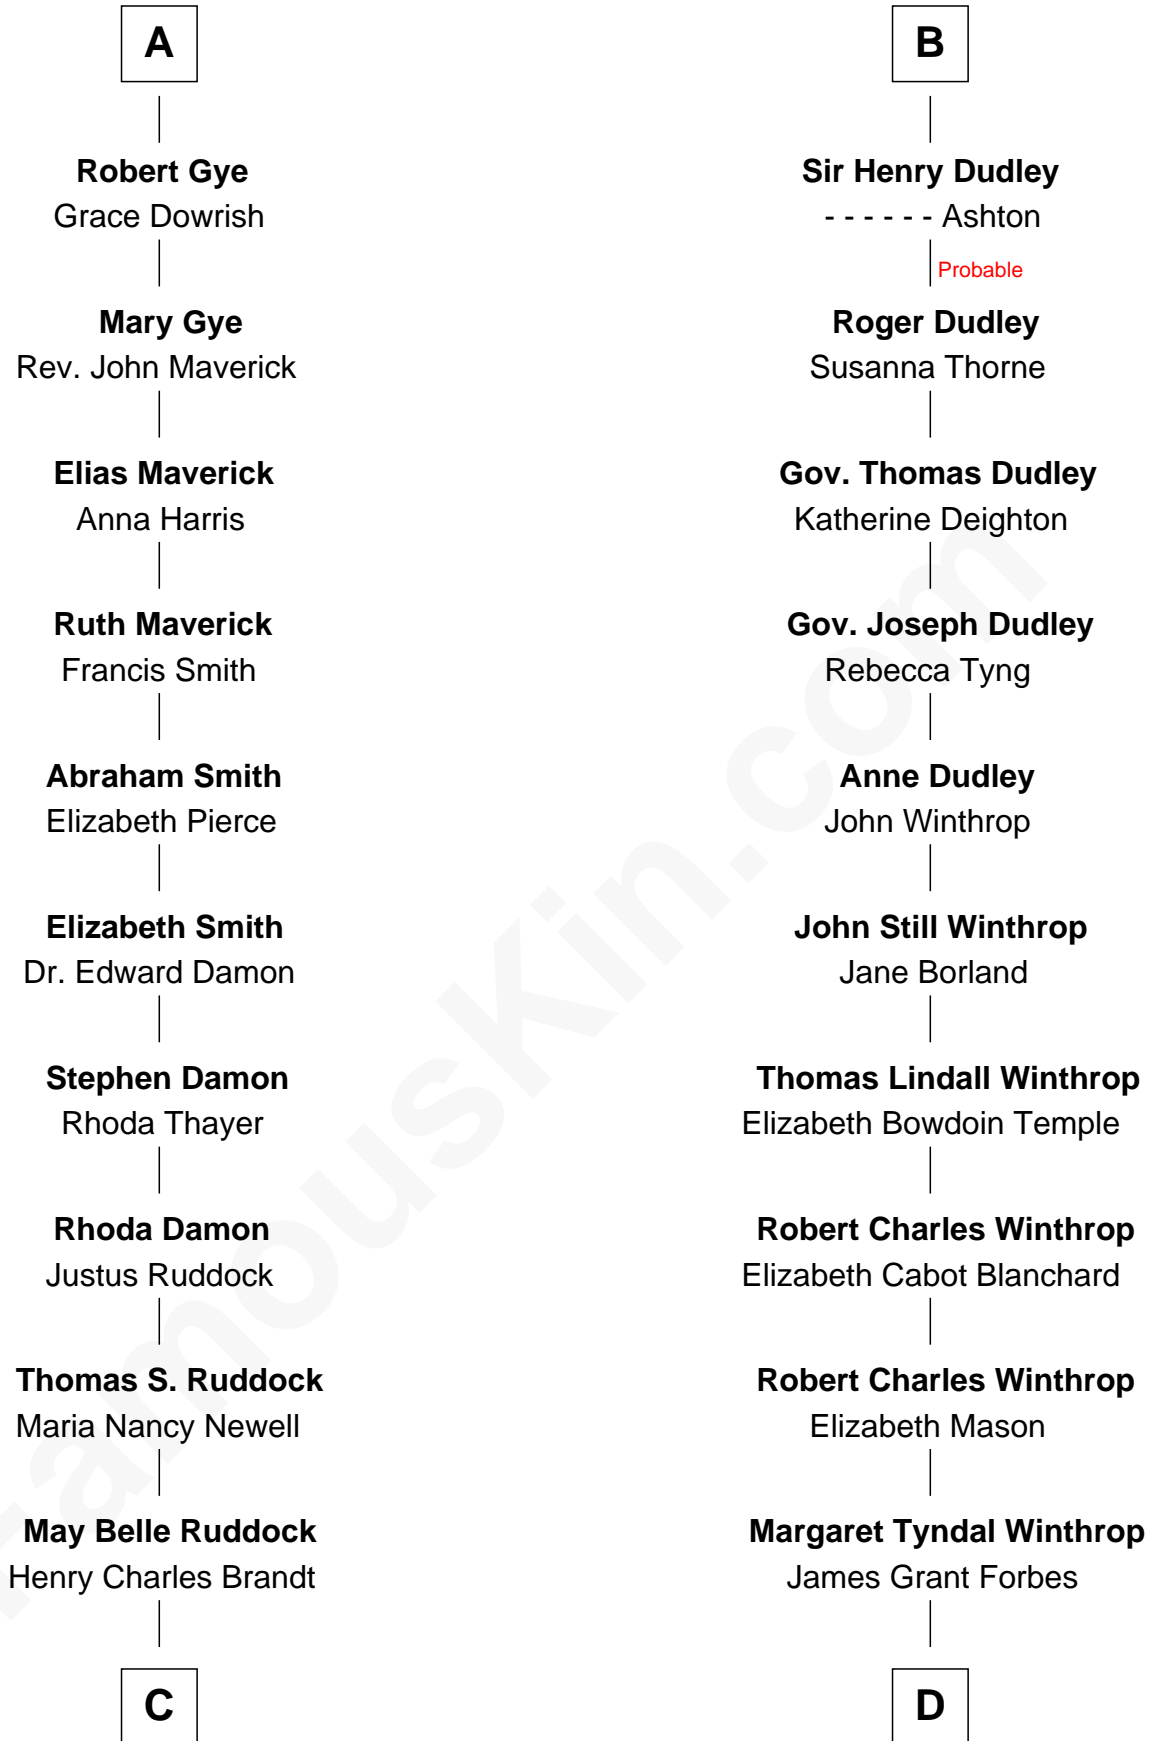 A
Robert Gye
Grace Dowrish
Mary Gye
Rev. John Maverick
Elias Maverick
Anna Harris
Ruth Maverick
Francis Smith
Abraham Smith
Elizabeth Pierce
Elizabeth Smith
Dr. Edward Damon
Stephen Damon
Rhoda Thayer
Rhoda Damon
Justus Ruddock
Thomas S. Ruddock
Maria Nancy Newell
May Belle Ruddock
Henry Charles Brandt
C
B
Sir Henry Dudley
- - - - - - Ashton
Probable
Roger Dudley
Susanna Thorne
Gov. Thomas Dudley
Katherine Deighton
Gov. Joseph Dudley
Rebecca Tyng
Anne Dudley
John Winthrop
John Still Winthrop
Jane Borland
Thomas Lindall Winthrop
Elizabeth Bowdoin Temple
Robert Charles Winthrop
Elizabeth Cabot Blanchard
Robert Charles Winthrop
Elizabeth Mason
Margaret Tyndal Winthrop
James Grant Forbes
D
FamousKin.com